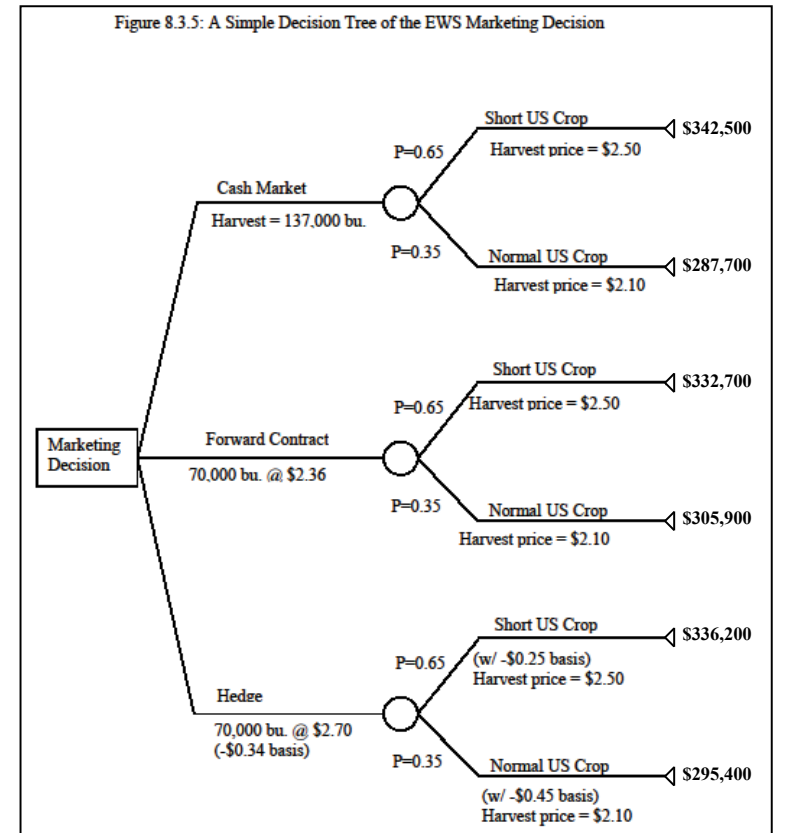 Figure 8.3.5: A Simple Decision Tree of the EWS Marketing Decision
Short US Crop
$342,500
P=0.65
Harvest price = $2.50
Cash Market
Harvest = 137,000 bu.
P=0.35
Normal US Crop
$287,700
Harvest price = $2.10
Short US Crop
$332,700
P=0.65
Harvest price = $2.50
Marketing
Decision
Forward Contract
70,000 bu. @ $2.36
P=0.35
Normal US Crop
$305,900
Harvest price = $2.10
Short US Crop
$336,200
P=0.65
(w/ -$0.25 basis)
Harvest price = $2.50
Hedge
70,000 bu. @ $2.70
(-$0.34 basis)
P=0.35
Normal US Crop
$295,400
(w/ -$0.45 basis)
Harvest price = $2.10